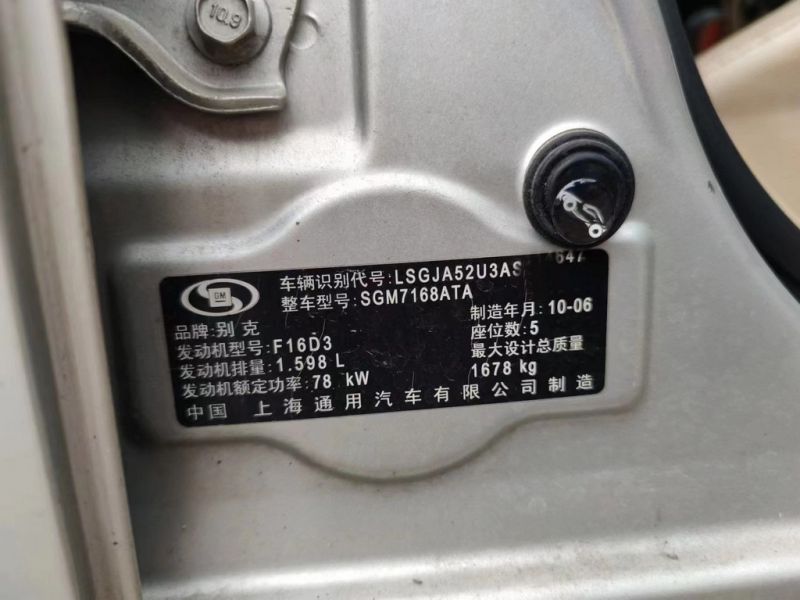 10.9
GM
车辆识别代号:LSGJA52U3AS
整车型号:SGM7168ATA
品牌:别克
制造年月:10-06
发动机型号:F16D3
座位数:5
发动机排量:1.598 L
最大设计总质量
发动机额定功率:78 kW
1678 kg
中国 上海通用汽车有限公司制造